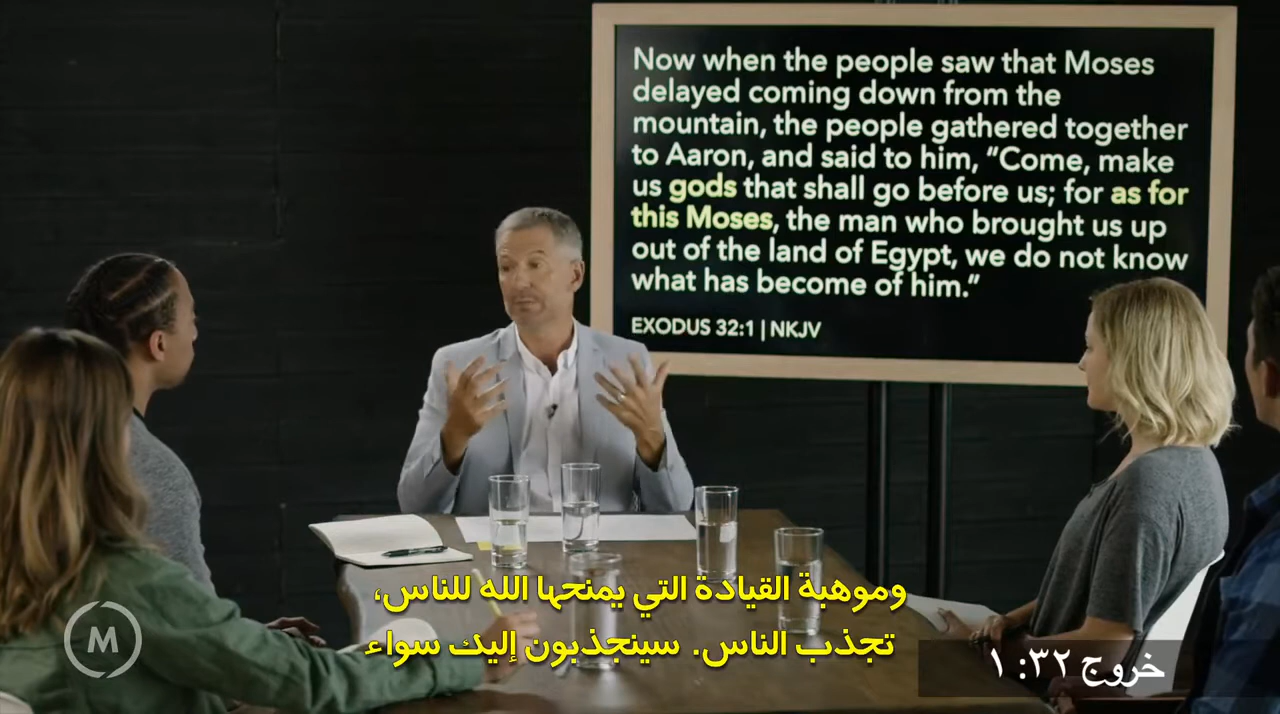 Now when the people saw that Moses
delayed coming down from the
mountain, the people gathered together
to Aaron, and said to him, “Come, make
us gods that shall go before us; for as for
this Moses, the man who brought us up
out of the land of Egypt, we do not know
what has become of him.”
EXODUS 32:1 | NKJV
وموهبة القيادة التي يمنحها الله للناس،
تجذب الناس. سينجذبون إليك سواء
خروج ٣٢: ١
M